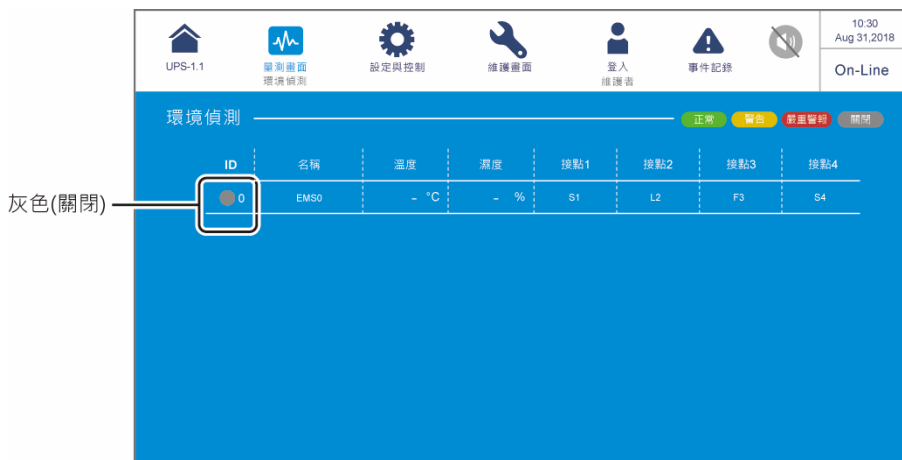 10:30
Aug 31,2018
UPS-1.1
量測畫面
環境偵測
設定與控制
維護畫面
登入
維護者
事件記錄
On-Line
環境偵測
正常 警告 嚴重警報 關閉
ID 名稱 溫度 濕度 接點1 接點2 接點3 接點4
0 EMS0 - °C - % S1 L2 F3 S4
灰色(關閉)